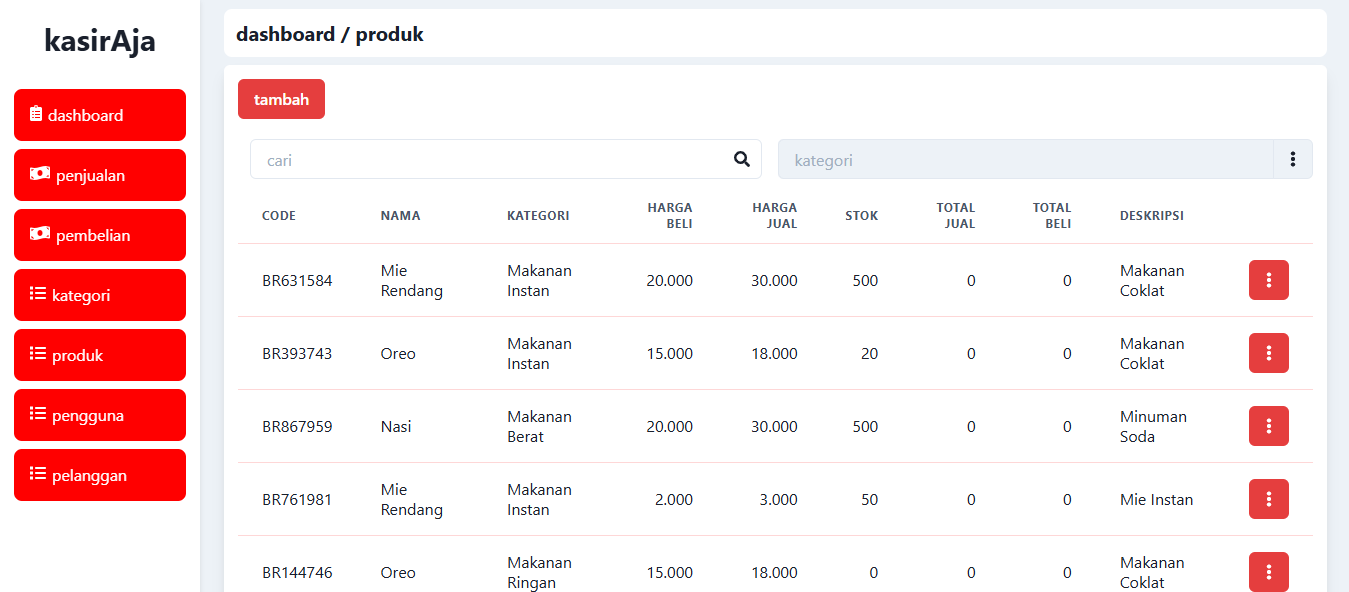 kasirAja
dashboard
penjualan
pembelian
kategori
produk
pengguna
pelanggan
dashboard / produk
tambah
cari
kategori
CODE NAMA KATEGORI HARGA BELI HARGA JUAL STOK TOTAL JUAL TOTAL BELI DESKRIPSI
BR631584 Mie Rendang Makanan Instan 20.000 30.000 500 0 0 Makanan Coklat
BR393743 Oreo Makanan Instan 15.000 18.000 20 0 0 Makanan Coklat
BR867959 Nasi Makanan Berat 20.000 30.000 500 0 0 Minuman Soda
BR761981 Mie Rendang Makanan Instan 2.000 3.000 50 0 0 Mie Instan
BR144746 Oreo Makanan Ringan 15.000 18.000 0 0 0 Makanan Coklat